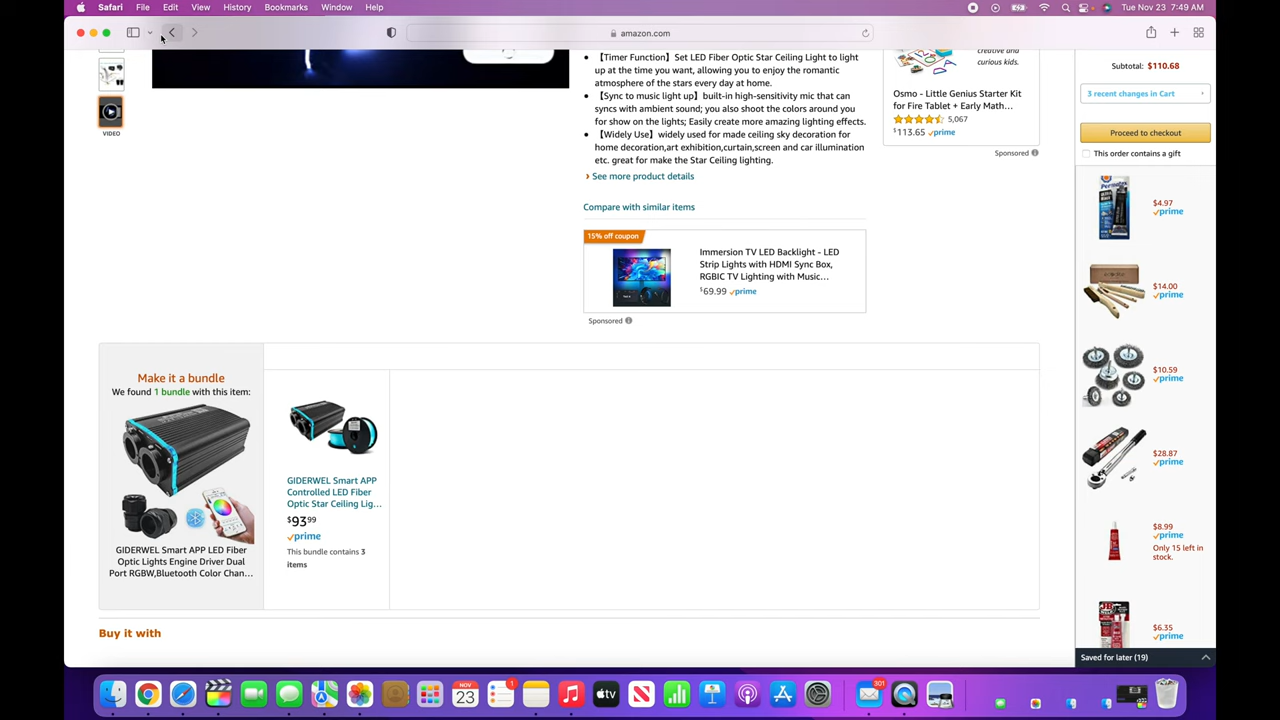 Safari File Edit View History Bookmarks Window Help
Tue Nov 23 7:49 AM
amazon.com
VIDEO
【Timer Function】Set LED Fiber Optic Star Ceiling Light to light
up at the time you want, allowing you to enjoy the romantic
atmosphere of the stars every day at home.
【Sync to music light up】built-in high-sensitivity mic that can
syncs with ambient sound; you also shoot the colors around you
for show on the lights; Easily create more amazing lighting effects.
【Widely Use】widely used for made ceiling sky decoration for
home decoration,art exhibition,curtain,screen and car illumination
etc. great for make the Star Ceiling lighting.
› See more product details
Compare with similar items
15% off coupon
Immersion TV LED Backlight - LED
Strip Lights with HDMI Sync Box,
RGBIC TV Lighting with Music...
$69.99 prime
Sponsored
creative and
curious kids.
Osmo - Little Genius Starter Kit
for Fire Tablet + Early Math...
5,067
$113.65 prime
Sponsored
Subtotal: $110.68
3 recent changes in Cart
Proceed to checkout
This order contains a gift
$4.97
prime
$14.00
prime
$10.59
prime
$28.87
prime
$8.99
prime
Only 15 left in
stock.
$6.35
prime
Saved for later (19)
Make it a bundle
We found 1 bundle with this item:
GIDERWEL Smart APP LED Fiber
Optic Lights Engine Driver Dual
Port RGBW,Bluetooth Color Chan...
GIDERWEL Smart APP
Controlled LED Fiber
Optic Star Ceiling Lig...
$93.99
prime
This bundle contains 3
items
Buy it with
NOV
23
tv
1
301